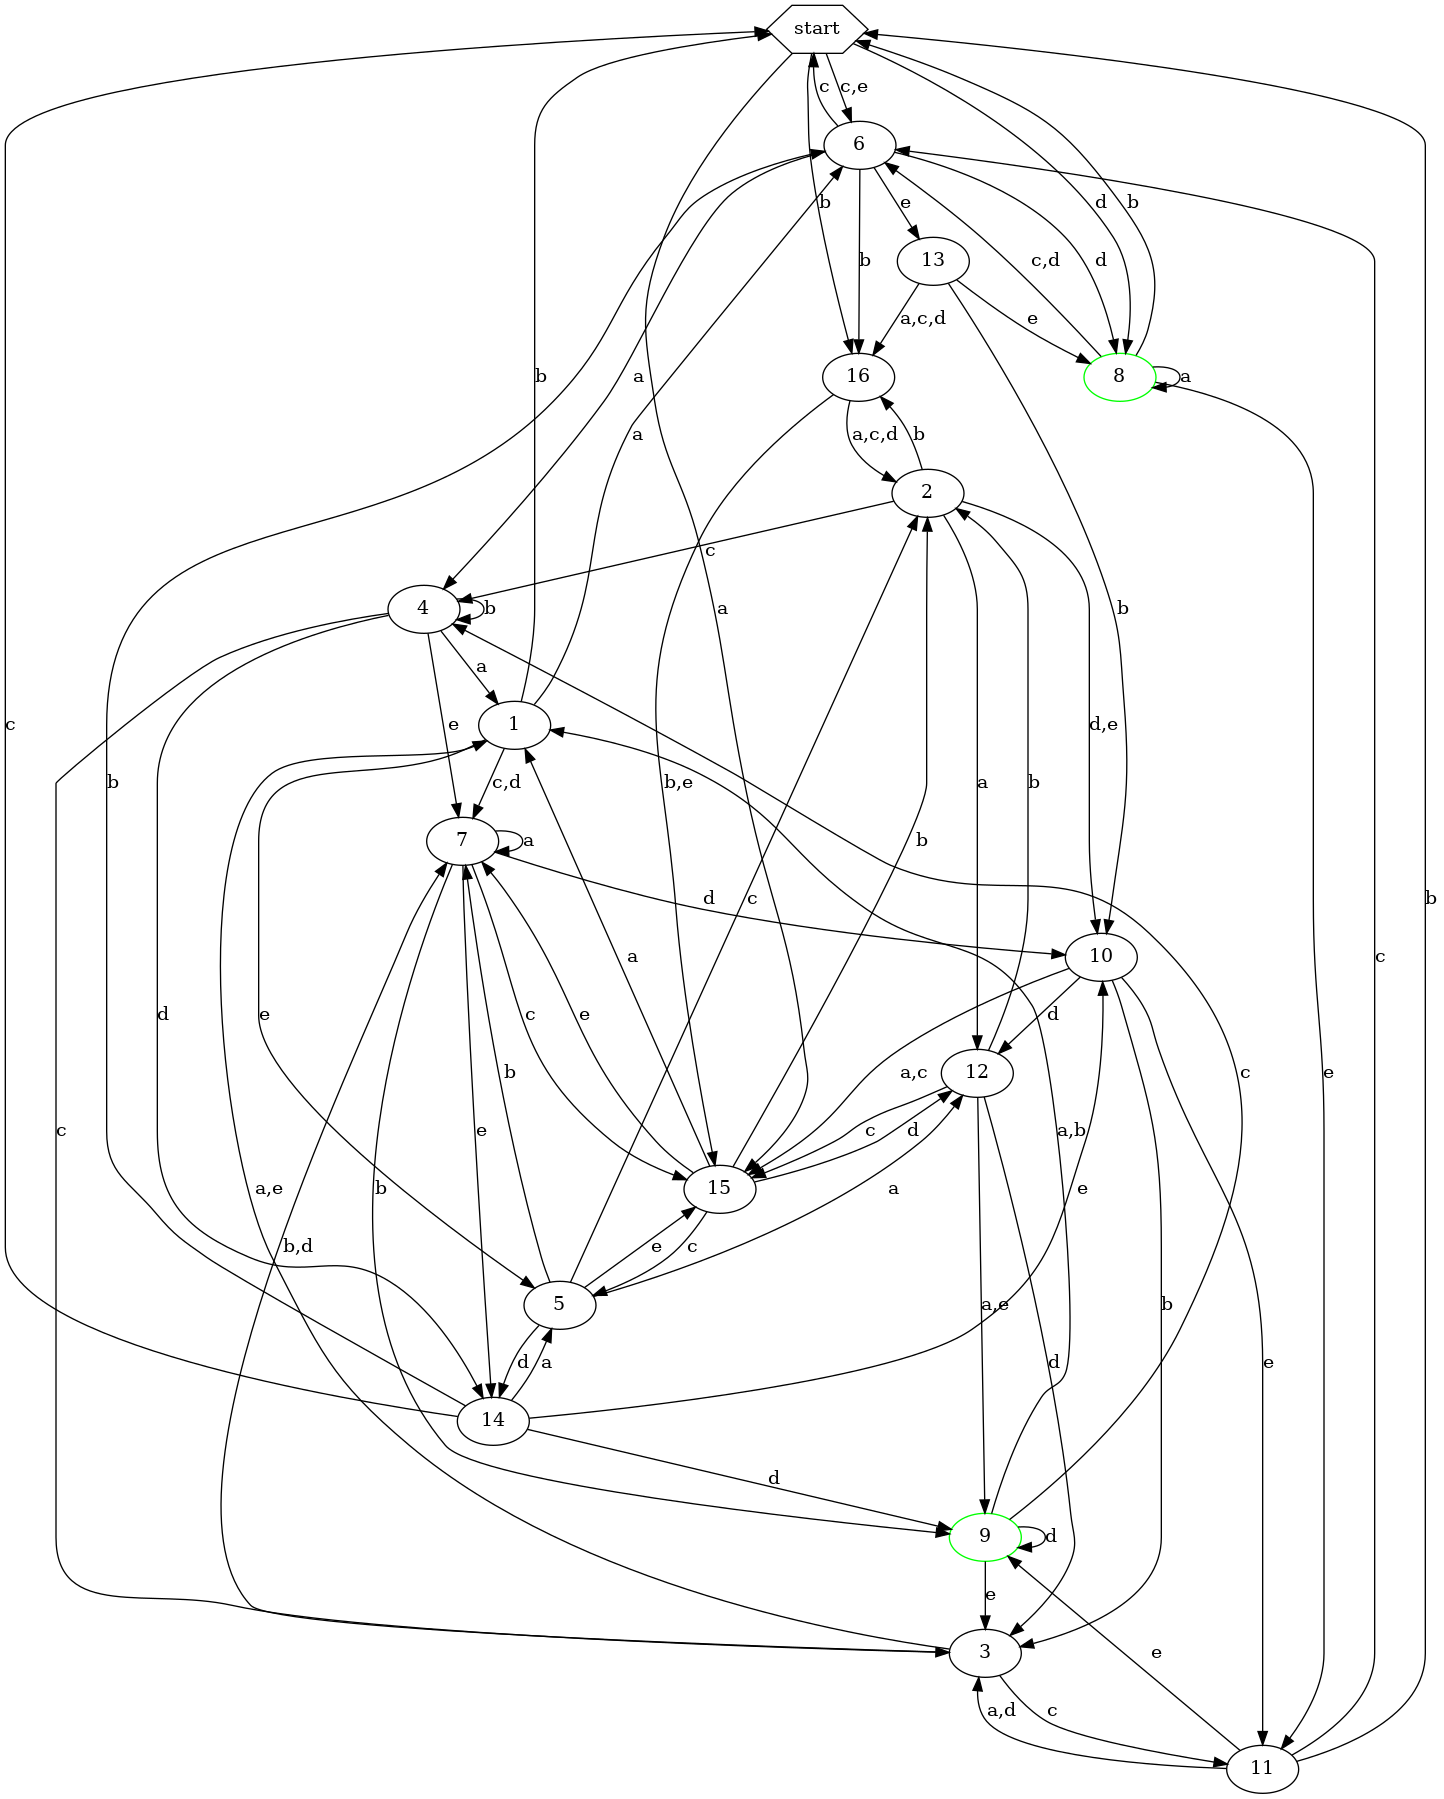 start
c c,e
6
b d b
b e
13
c,d d
a,c,d e
16 8 a
b a
a a,c,d b
2
c
4 b a b
a
c 1 e d,e a b
b c,d
b,e
7 a
d c b
a 10
c
d e c e d
a,c 12 c e
b c d a,b
c e
15
a e
a,e b,d b e c
5
a,e b
d a d e
14
d
9 d
e
3 e
a,d c
11